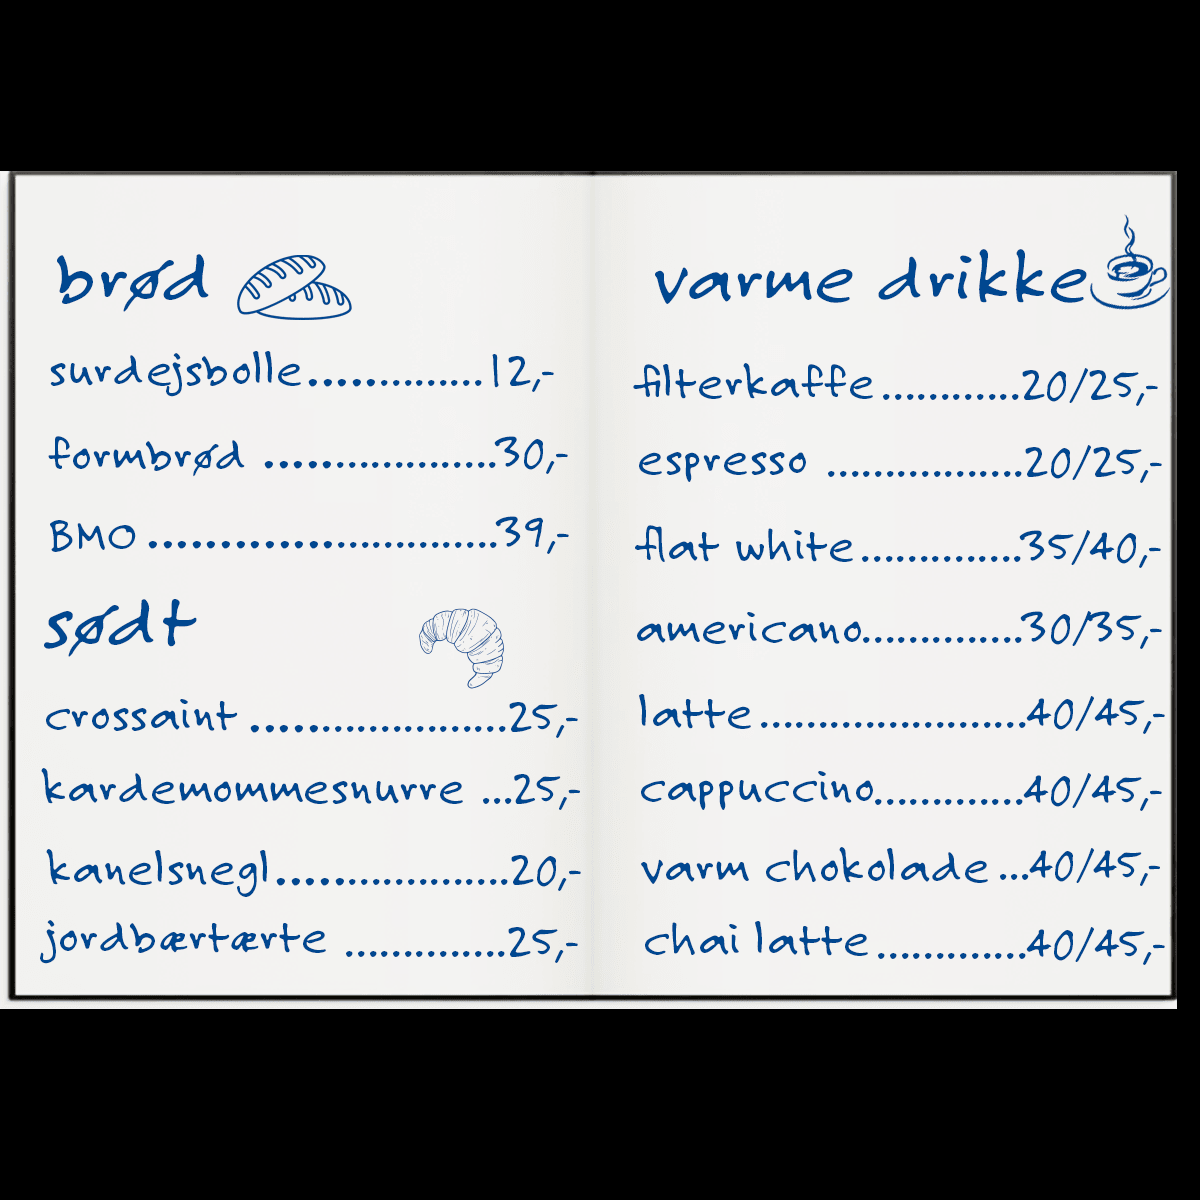 brød
surdejsbolle..............12,-
formbrød ...................30,-
BMO .............................39,-
sødt
crossaint ..................25,-
kardemommesnurre ...25,-
kanelsnegl................20,-
jordbærtærte .............25,-
varme drikke
filterkaffe............20/25,-
espresso .................20/25,-
flat white..............35/40,-
americano..............30/35,-
latte.......................40/45,-
cappuccino.............40/45,-
varm chokolade ...40/45,-
chai latte.............40/45,-